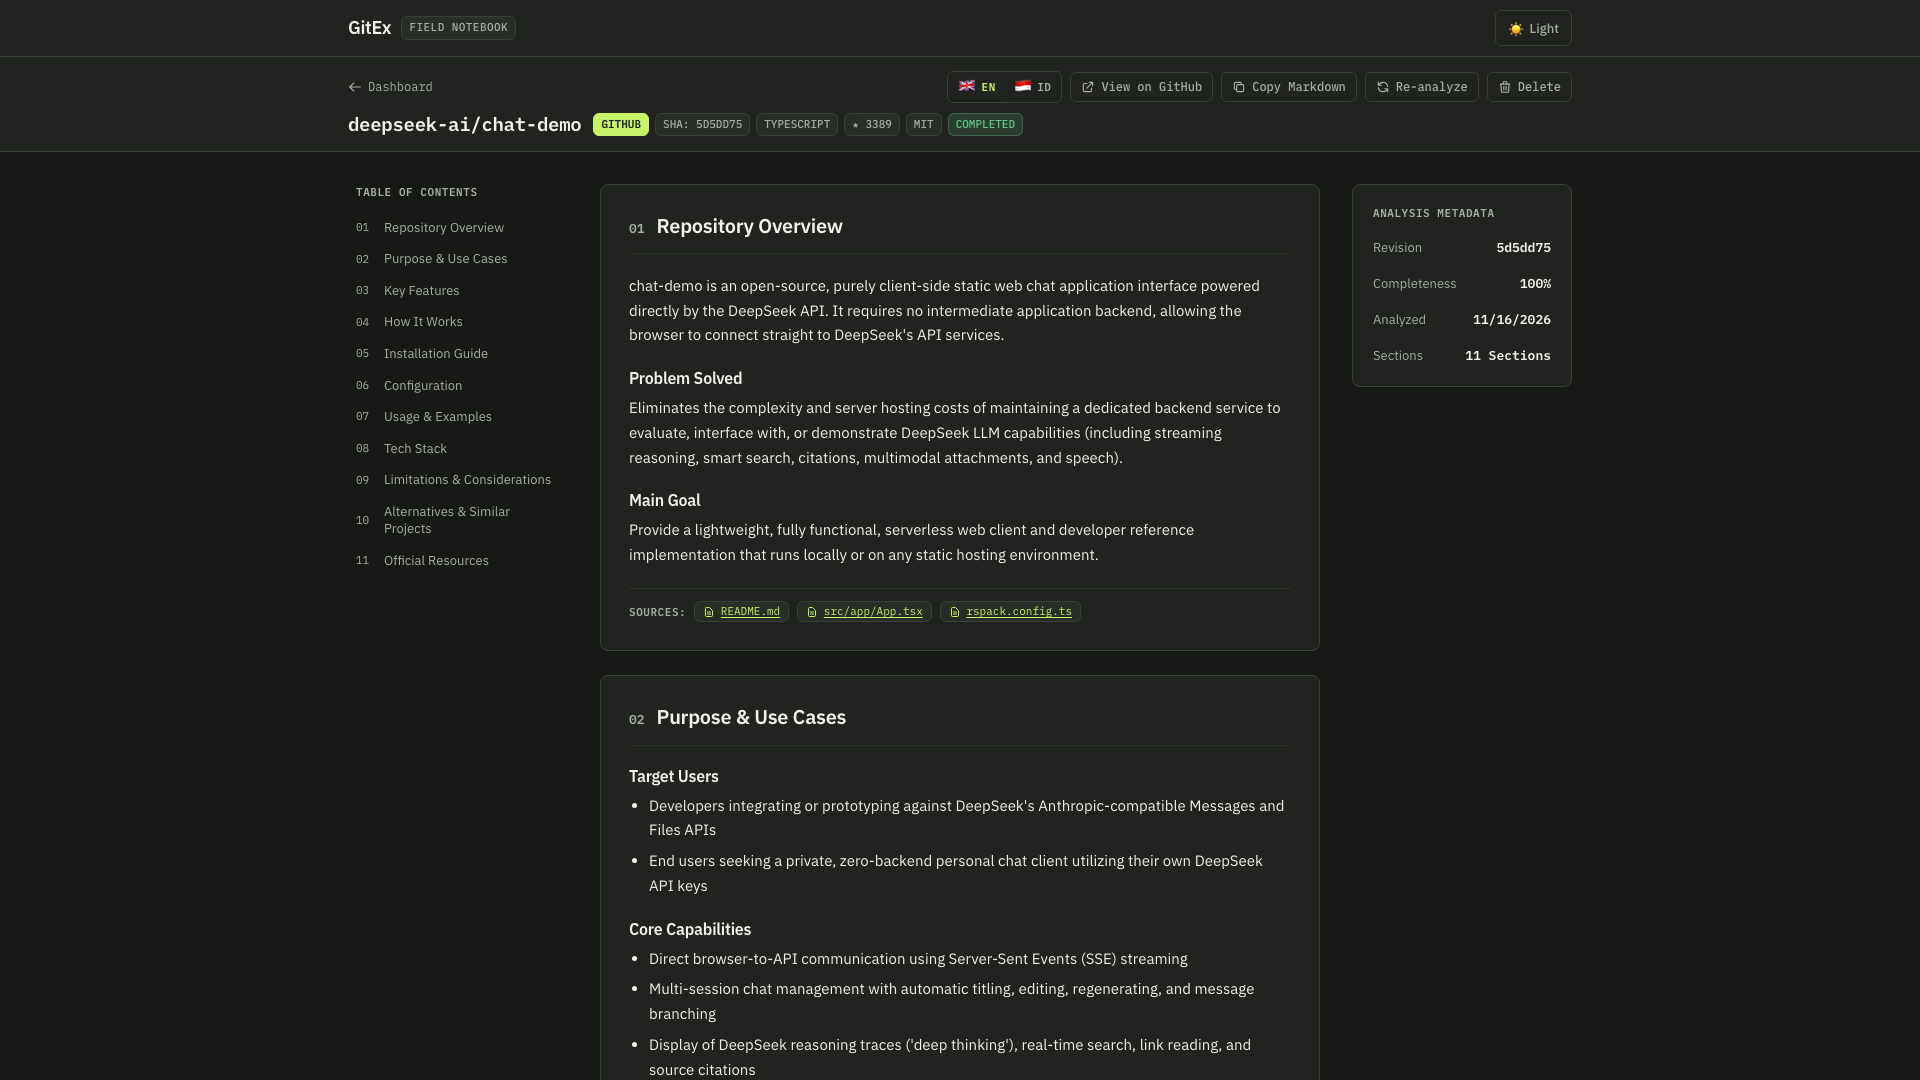 GitEx FIELD NOTEBOOK
Light
Dashboard
EN ID View on GitHub Copy Markdown Re-analyze Delete
deepseek-ai/chat-demo GITHUB SHA: 5D5DD75 TYPESCRIPT ★ 3389 MIT COMPLETED
TABLE OF CONTENTS
01 Repository Overview
02 Purpose & Use Cases
03 Key Features
04 How It Works
05 Installation Guide
06 Configuration
07 Usage & Examples
08 Tech Stack
09 Limitations & Considerations
10 Alternatives & Similar
Projects
11 Official Resources
01 Repository Overview
chat-demo is an open-source, purely client-side static web chat application interface powered
directly by the DeepSeek API. It requires no intermediate application backend, allowing the
browser to connect straight to DeepSeek's API services.
Problem Solved
Eliminates the complexity and server hosting costs of maintaining a dedicated backend service to
evaluate, interface with, or demonstrate DeepSeek LLM capabilities (including streaming
reasoning, smart search, citations, multimodal attachments, and speech).
Main Goal
Provide a lightweight, fully functional, serverless web client and developer reference
implementation that runs locally or on any static hosting environment.
SOURCES: README.md src/app/App.tsx rspack.config.ts
02 Purpose & Use Cases
Target Users
• Developers integrating or prototyping against DeepSeek's Anthropic-compatible Messages and
Files APIs
• End users seeking a private, zero-backend personal chat client utilizing their own DeepSeek
API keys
Core Capabilities
• Direct browser-to-API communication using Server-Sent Events (SSE) streaming
• Multi-session chat management with automatic titling, editing, regenerating, and message
branching
• Display of DeepSeek reasoning traces ('deep thinking'), real-time search, link reading, and
source citations
ANALYSIS METADATA
Revision 5d5dd75
Completeness 100%
Analyzed 11/16/2026
Sections 11 Sections